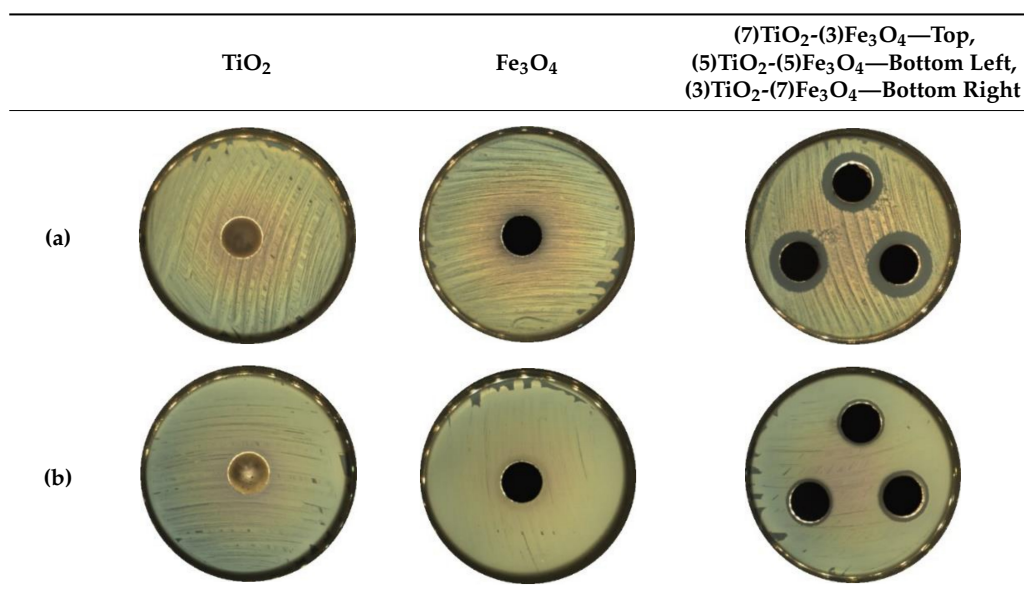 TiO₂
Fe₃O₄
(7)TiO₂-(3)Fe₃O₄—Top,
(5)TiO₂-(5)Fe₃O₄—Bottom Left,
(3)TiO₂-(7)Fe₃O₄—Bottom Right
(a)
(b)